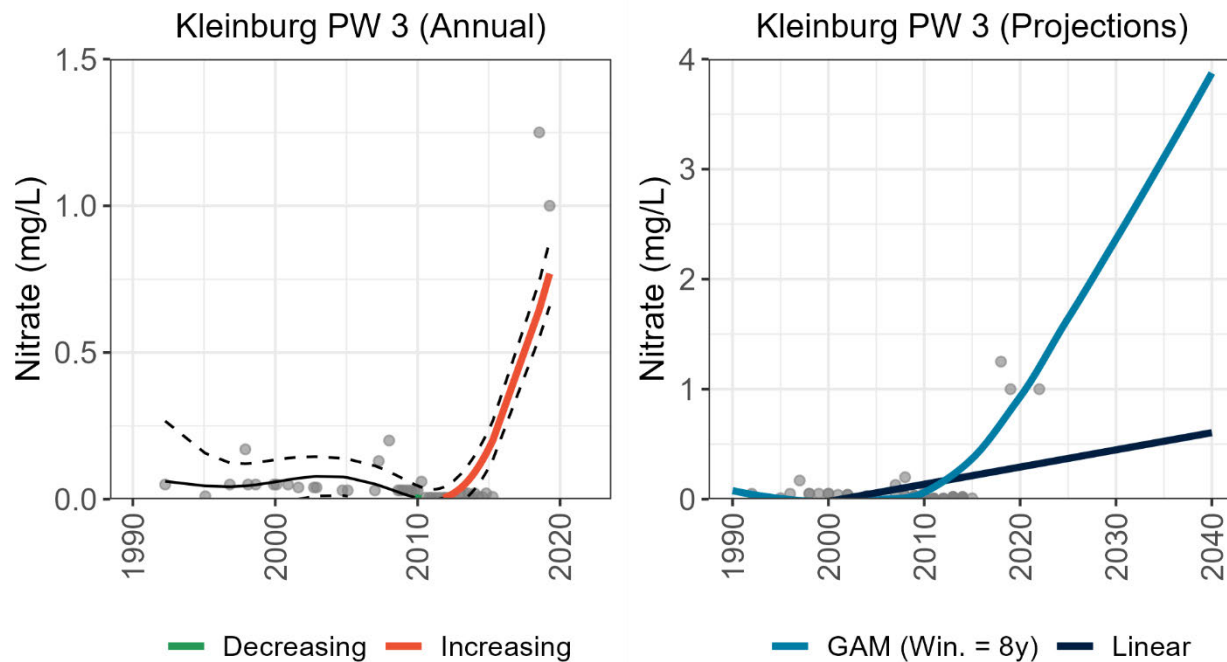 Kleinburg PW 3 (Annual)
Nitrate (mg/L)
1.5
1.0
0.5
0.0
1990
2000
2010
2020
Decreasing
Increasing
Kleinburg PW 3 (Projections)
Nitrate (mg/L)
4
3
2
1
0
1990
2000
2010
2020
2030
2040
GAM (Win. = 8y)
Linear